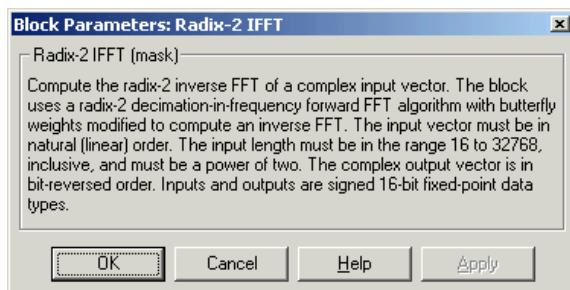 Block Parameters: Radix-2 IFFT
Radix-2 IFFT (mask)
Compute the radix-2 inverse FFT of a complex input vector. The block
uses a radix-2 decimation-in-frequency forward FFT algorithm with butterfly
weights modified to compute an inverse FFT. The input vector must be in
natural (linear) order. The input length must be in the range 16 to 32768,
inclusive, and must be a power of two. The complex output vector is in
bit-reversed order. Inputs and outputs are signed 16-bit fixed-point data
types.
OK Cancel Help Apply